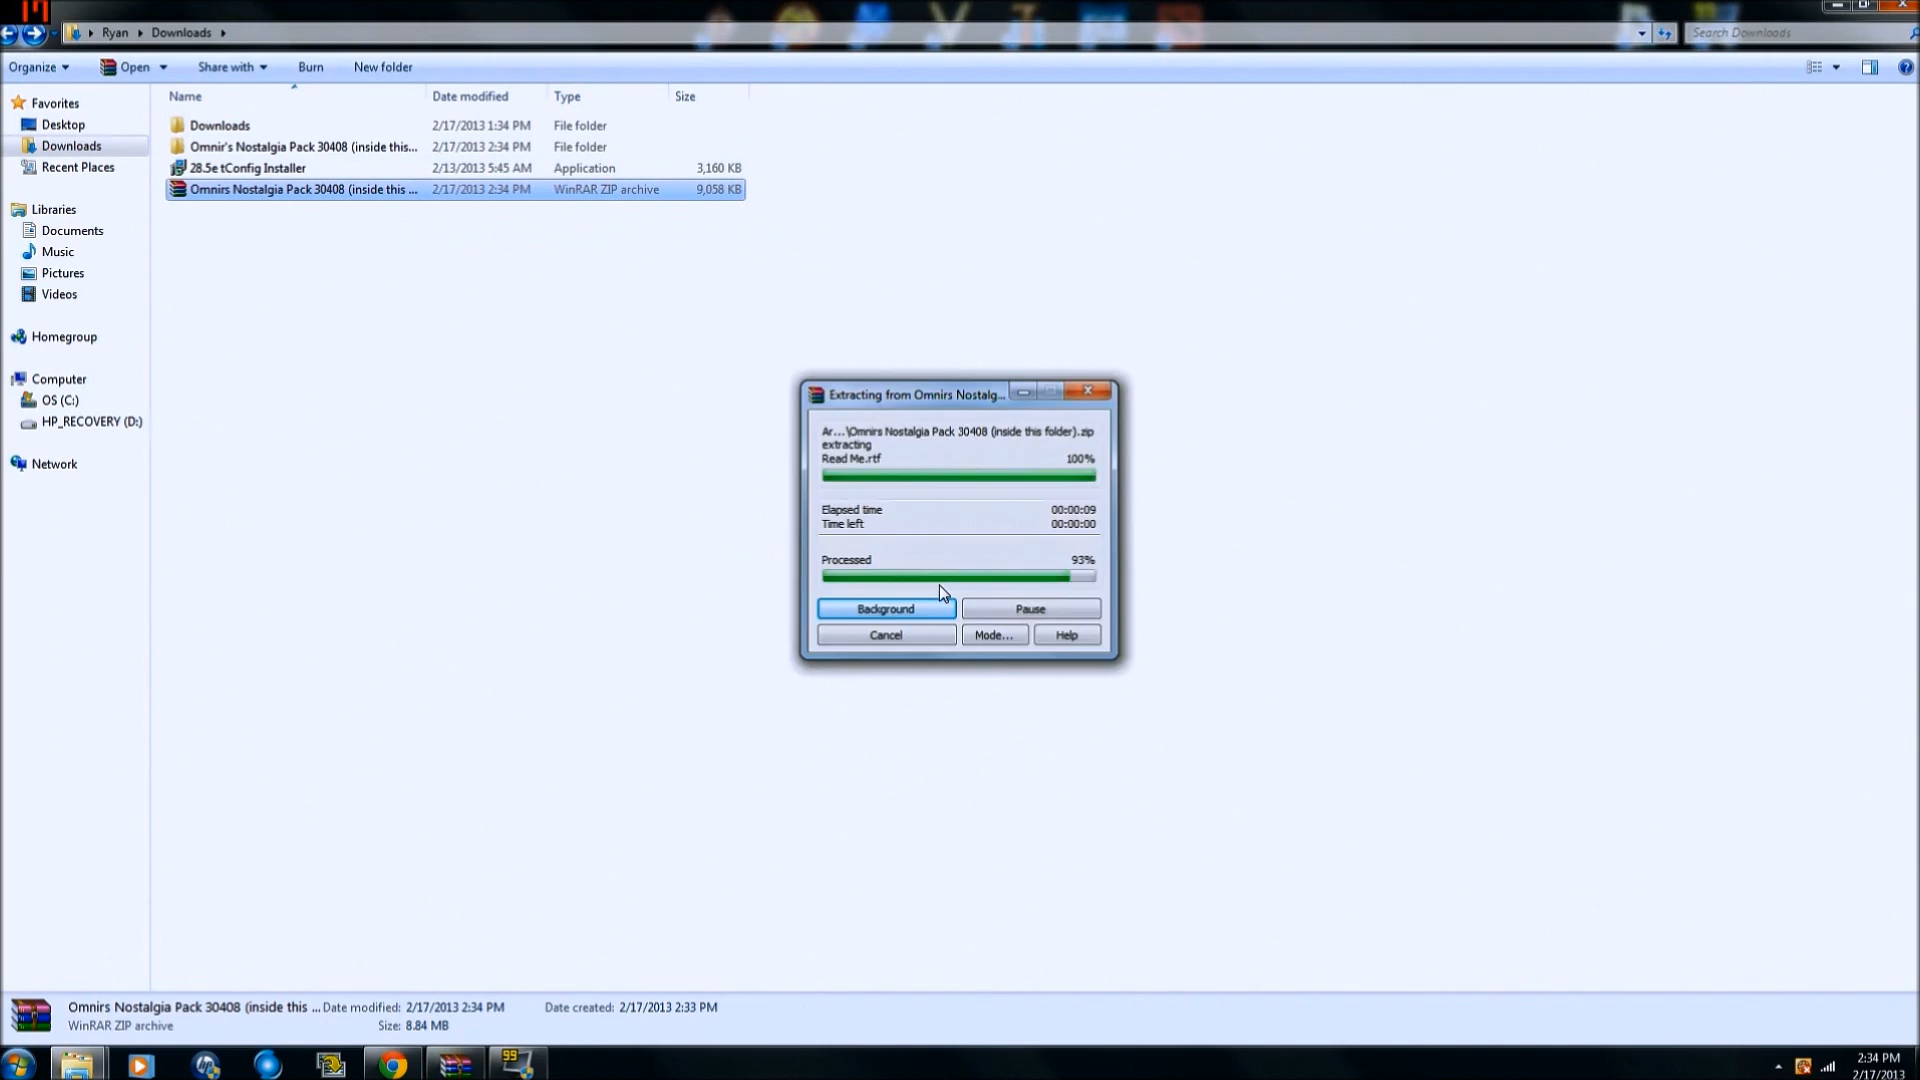 Ryan Downloads
Search Downloads
Organize Open Share with Burn New folder
Name Date modified Type Size
Favorites
Desktop
Downloads
Recent Places
Libraries
Documents
Music
Pictures
Videos
Homegroup
Computer
OS (C:)
HP_RECOVERY (D:)
Network
Downloads 2/17/2013 1:34 PM File folder
Omnir's Nostalgia Pack 30408 (inside this... 2/17/2013 2:34 PM File folder
28.5e tConfig Installer 2/13/2013 5:45 AM Application 3,160 KB
Omnirs Nostalgia Pack 30408 (inside this ... 2/17/2013 2:34 PM WinRAR ZIP archive 9,058 KB
Extracting from Omnirs Nostalg...
Ar...\Omnirs Nostalgia Pack 30408 (inside this folder).zip
extracting
Read Me.rtf 100%
Elapsed time 00:00:09
Time left 00:00:00
Processed 93%
Background Pause
Cancel Mode... Help
Omnirs Nostalgia Pack 30408 (inside this ... Date modified: 2/17/2013 2:34 PM Date created: 2/17/2013 2:33 PM
WinRAR ZIP archive Size: 8.84 MB
99
2:34 PM
2/17/2013